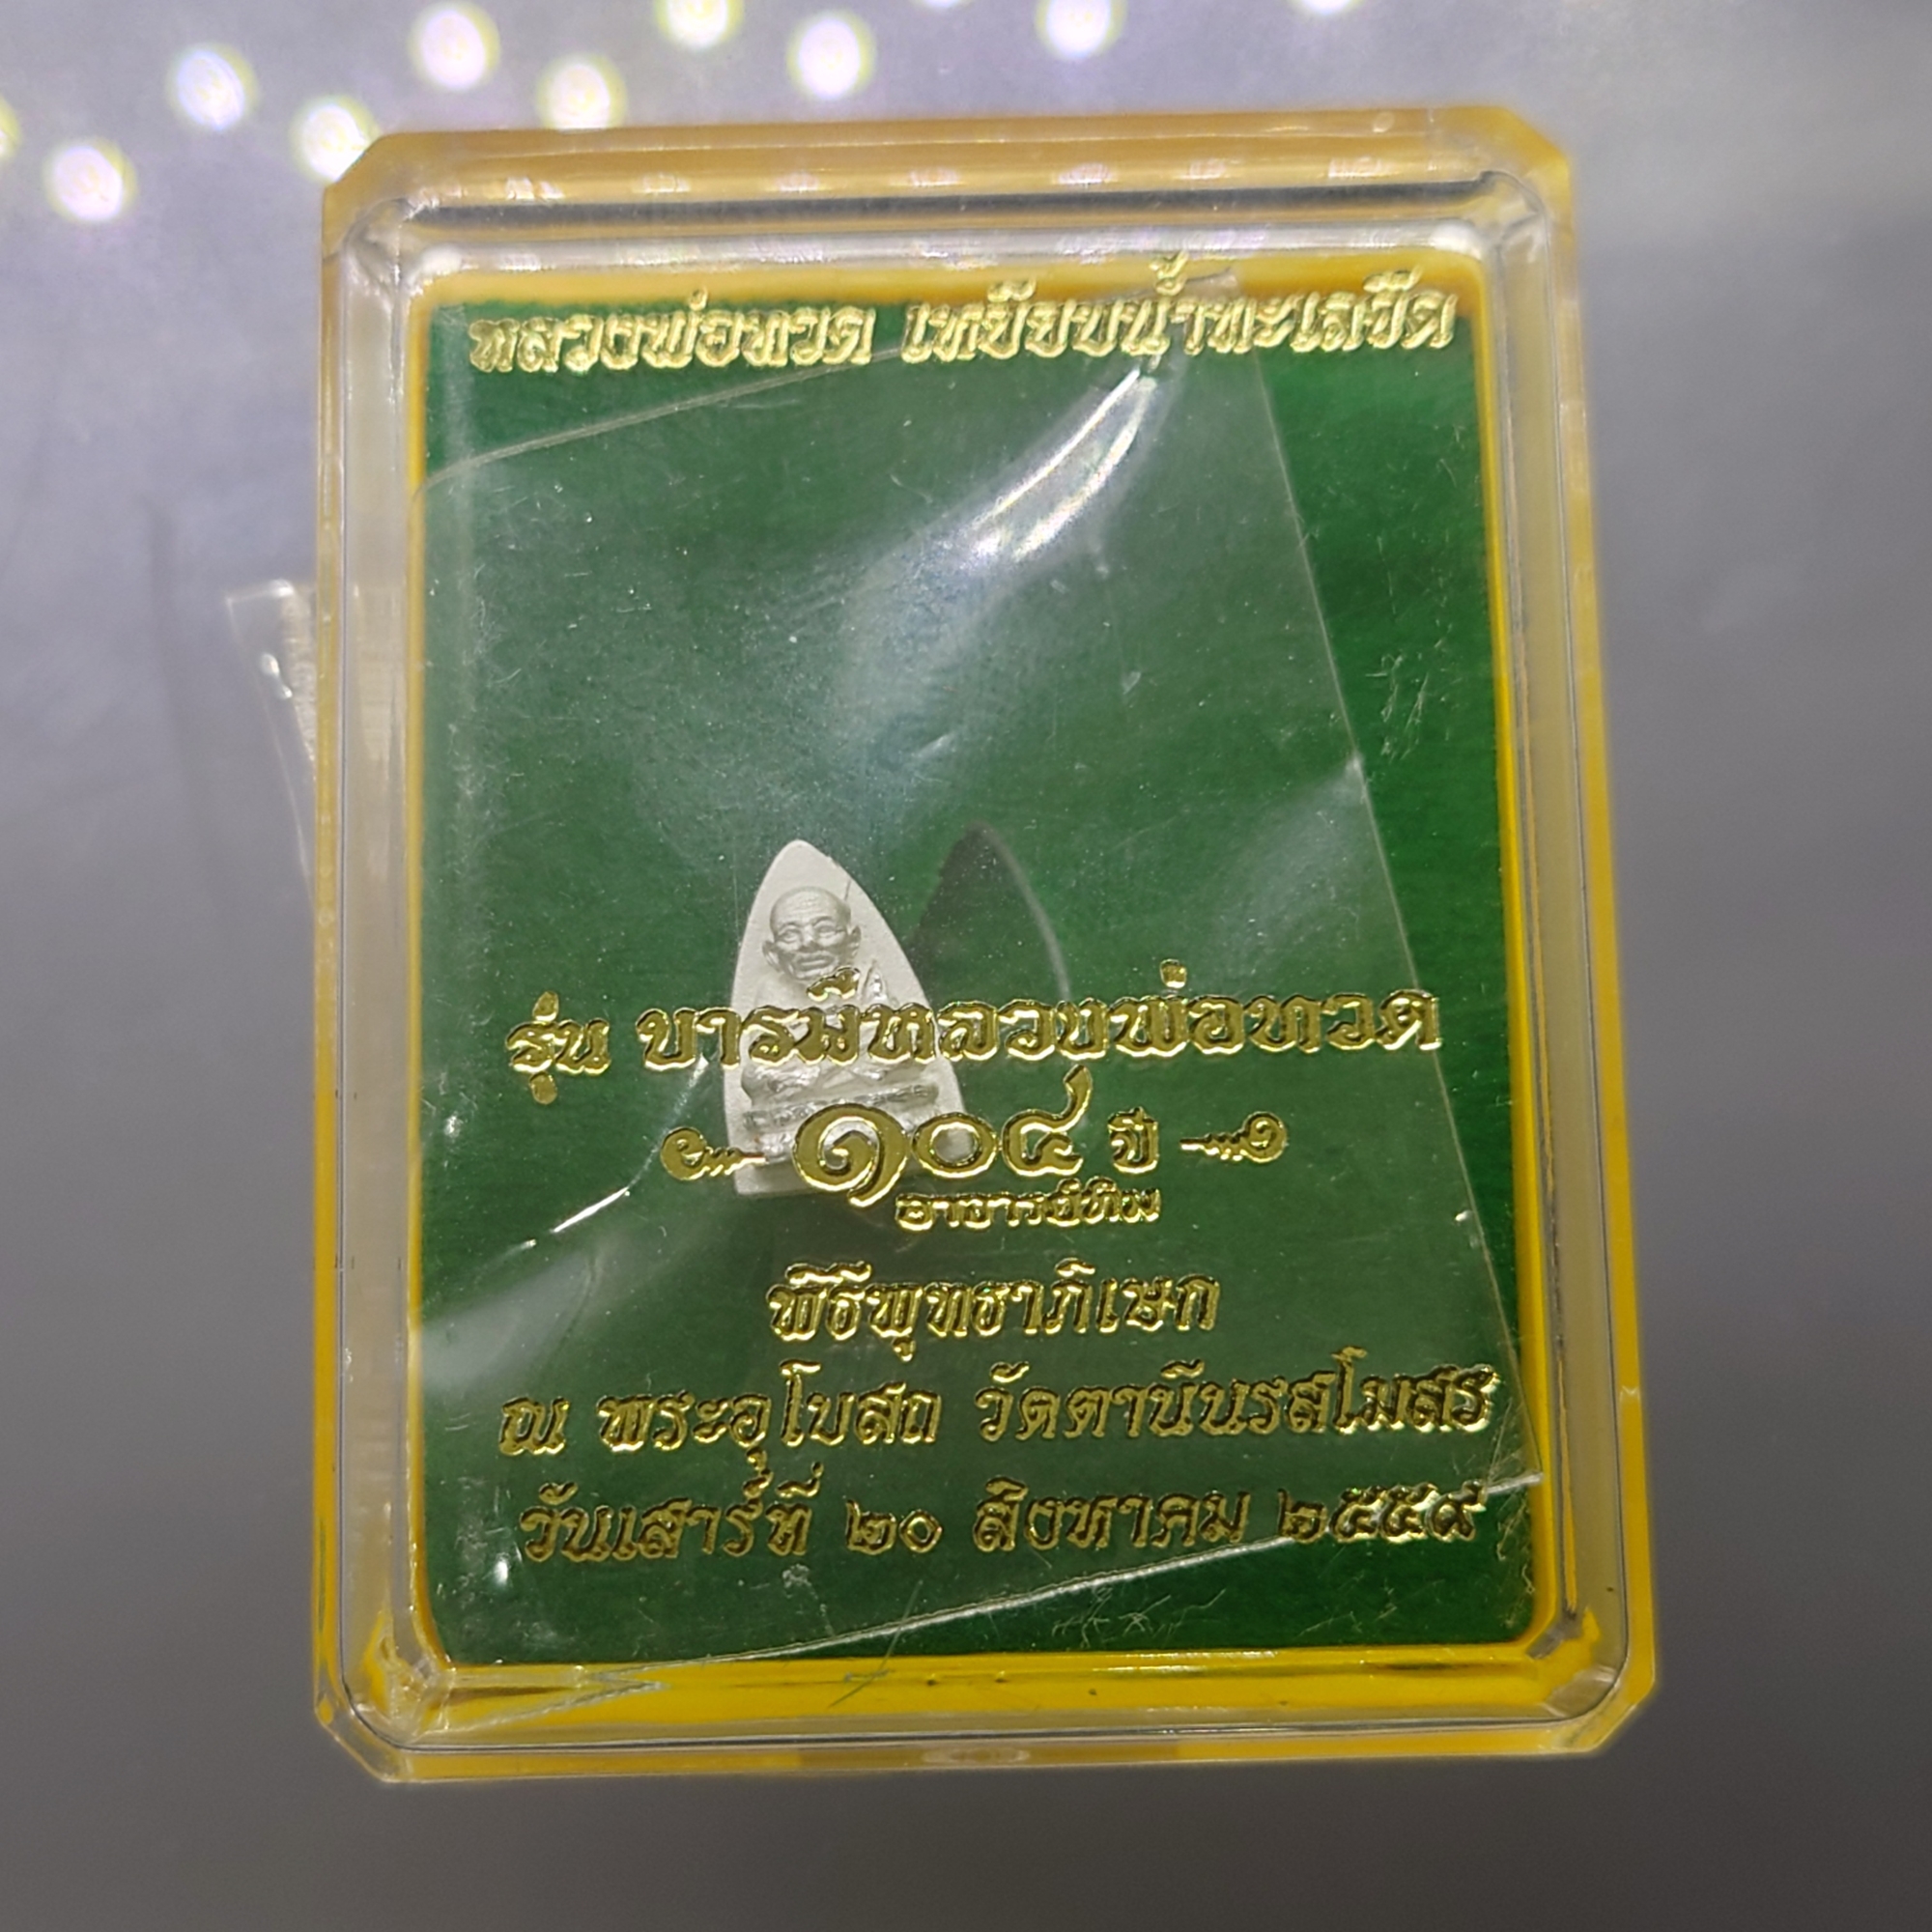 หลวงพ่อทวด เหยียบน้ำทะเลจืด
รุ่น บารมีหลวงพ่อทวด
๑๐๔ ปี
อาจารย์ทิม
พิธีพุทธาภิเษก
ณ พระอุโบสถ วัดตานีนรสโมสร
วันเสาร์ที่ ๒๐ สิงหาคม ๒๕๕๙